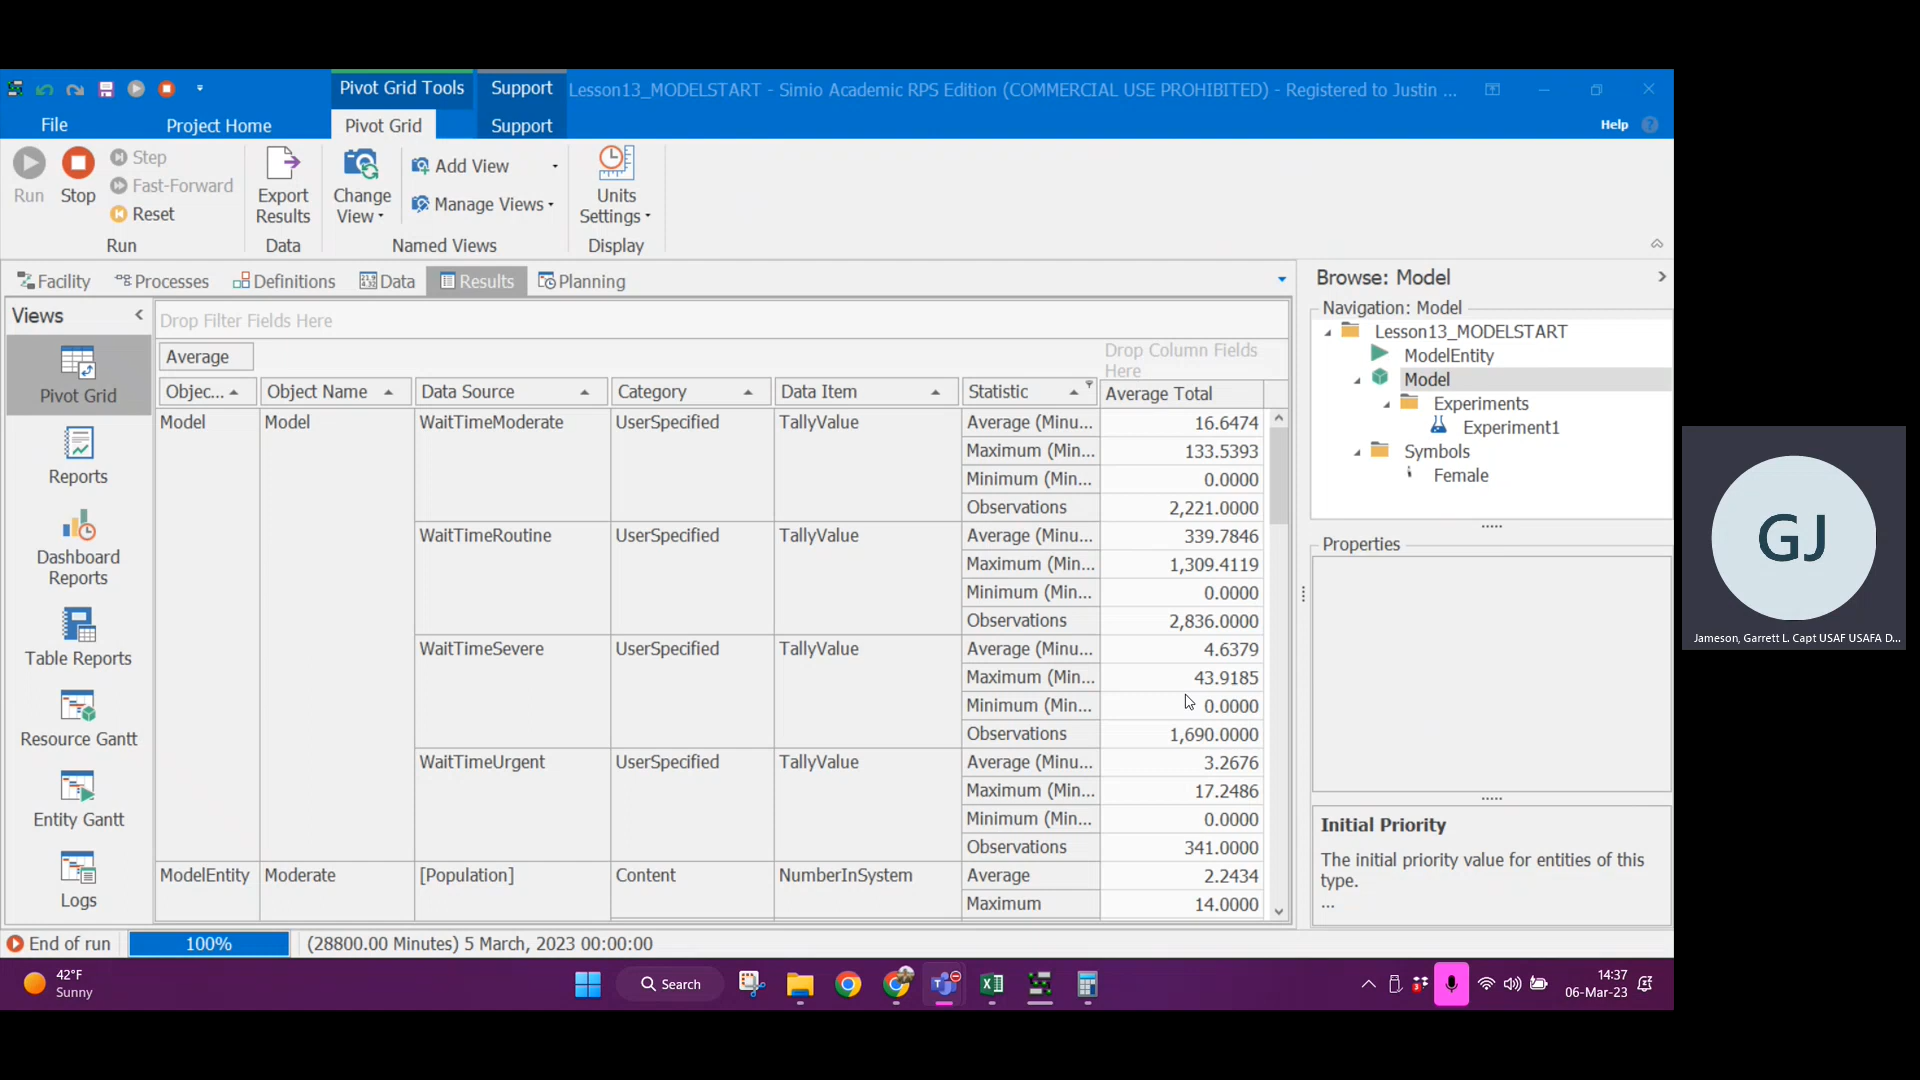 Pivot Grid Tools
Support
Lesson13_MODELSTART - Simio Academic RPS Edition (COMMERCIAL USE PROHIBITED) - Registered to Justin ...
File
Project Home
Pivot Grid
Support
Help
Run
Stop
Step
Fast-Forward
Reset
Run
Export Results
Data
Change View
Add View
Manage Views
Named Views
Units Settings
Display
Facility
Processes
Definitions
Data
Results
Planning
Views
Pivot Grid
Reports
Dashboard Reports
Table Reports
Resource Gantt
Entity Gantt
Logs
Drop Filter Fields Here
Average
Drop Column Fields Here
Objec... Object Name Data Source Category Data Item Statistic Average Total
Model Model WaitTimeModerate UserSpecified TallyValue Average (Minu... 16.6474
Maximum (Min... 133.5393
Minimum (Min... 0.0000
Observations 2,221.0000
WaitTimeRoutine UserSpecified TallyValue Average (Minu... 339.7846
Maximum (Min... 1,309.4119
Minimum (Min... 0.0000
Observations 2,836.0000
WaitTimeSevere UserSpecified TallyValue Average (Minu... 4.6379
Maximum (Min... 43.9185
Minimum (Min... 0.0000
Observations 1,690.0000
WaitTimeUrgent UserSpecified TallyValue Average (Minu... 3.2676
Maximum (Min... 17.2486
Minimum (Min... 0.0000
Observations 341.0000
ModelEntity Moderate [Population] Content NumberInSystem Average 2.2434
Maximum 14.0000
Browse: Model
Navigation: Model
Lesson13_MODELSTART
ModelEntity
Model
Experiments
Experiment1
Symbols
Female
Properties
Initial Priority
The initial priority value for entities of this
type.
...
End of run 100% (28800.00 Minutes) 5 March, 2023 00:00:00
42°F
Sunny
Search
14:37
06-Mar-23
GJ
Jameson, Garrett L. Capt USAF USAFA D...